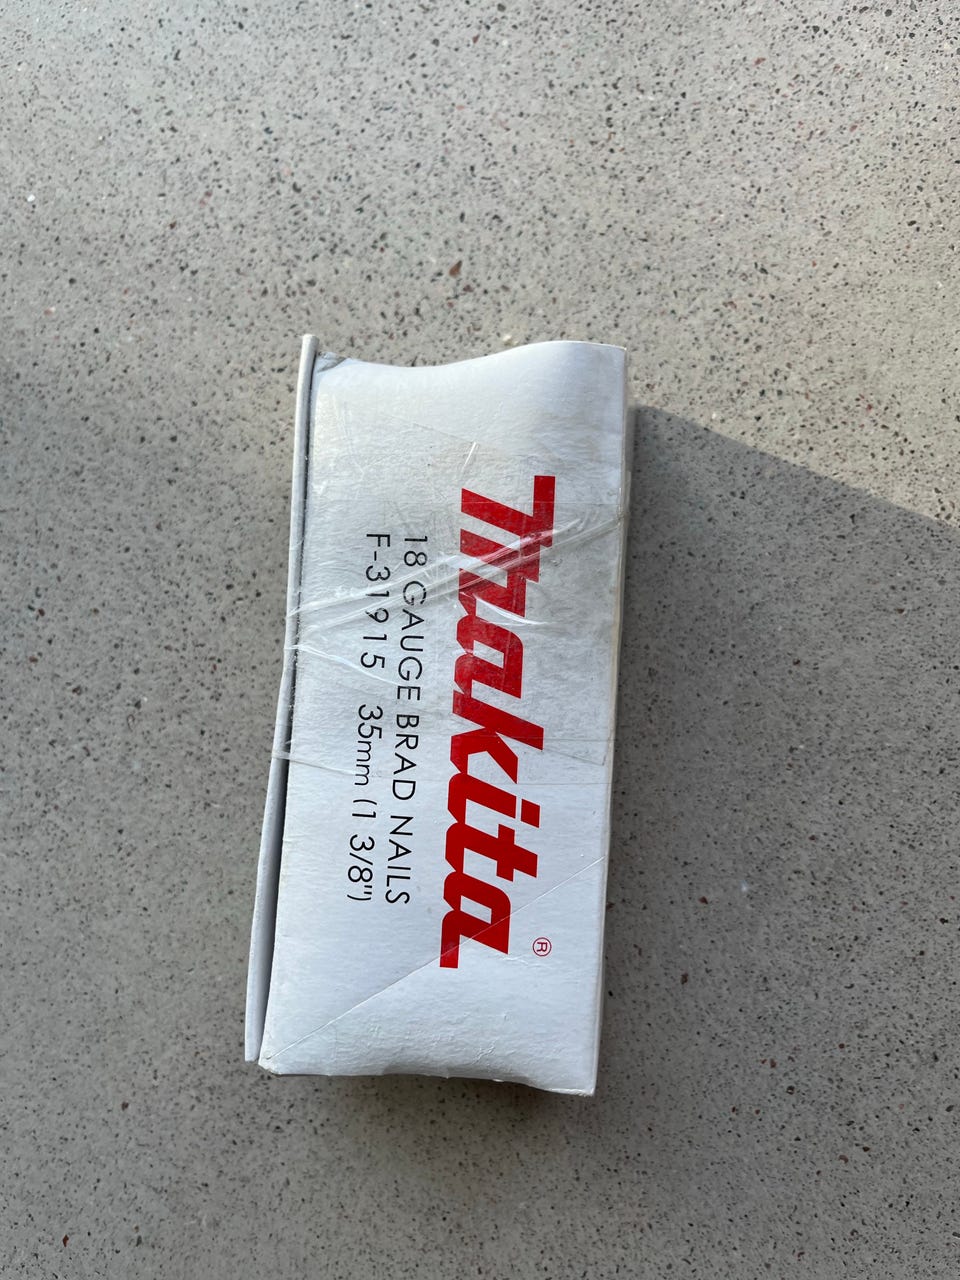 Makita®
18 GAUGE BRAD NAILS
F-31915 35mm (1 3/8")